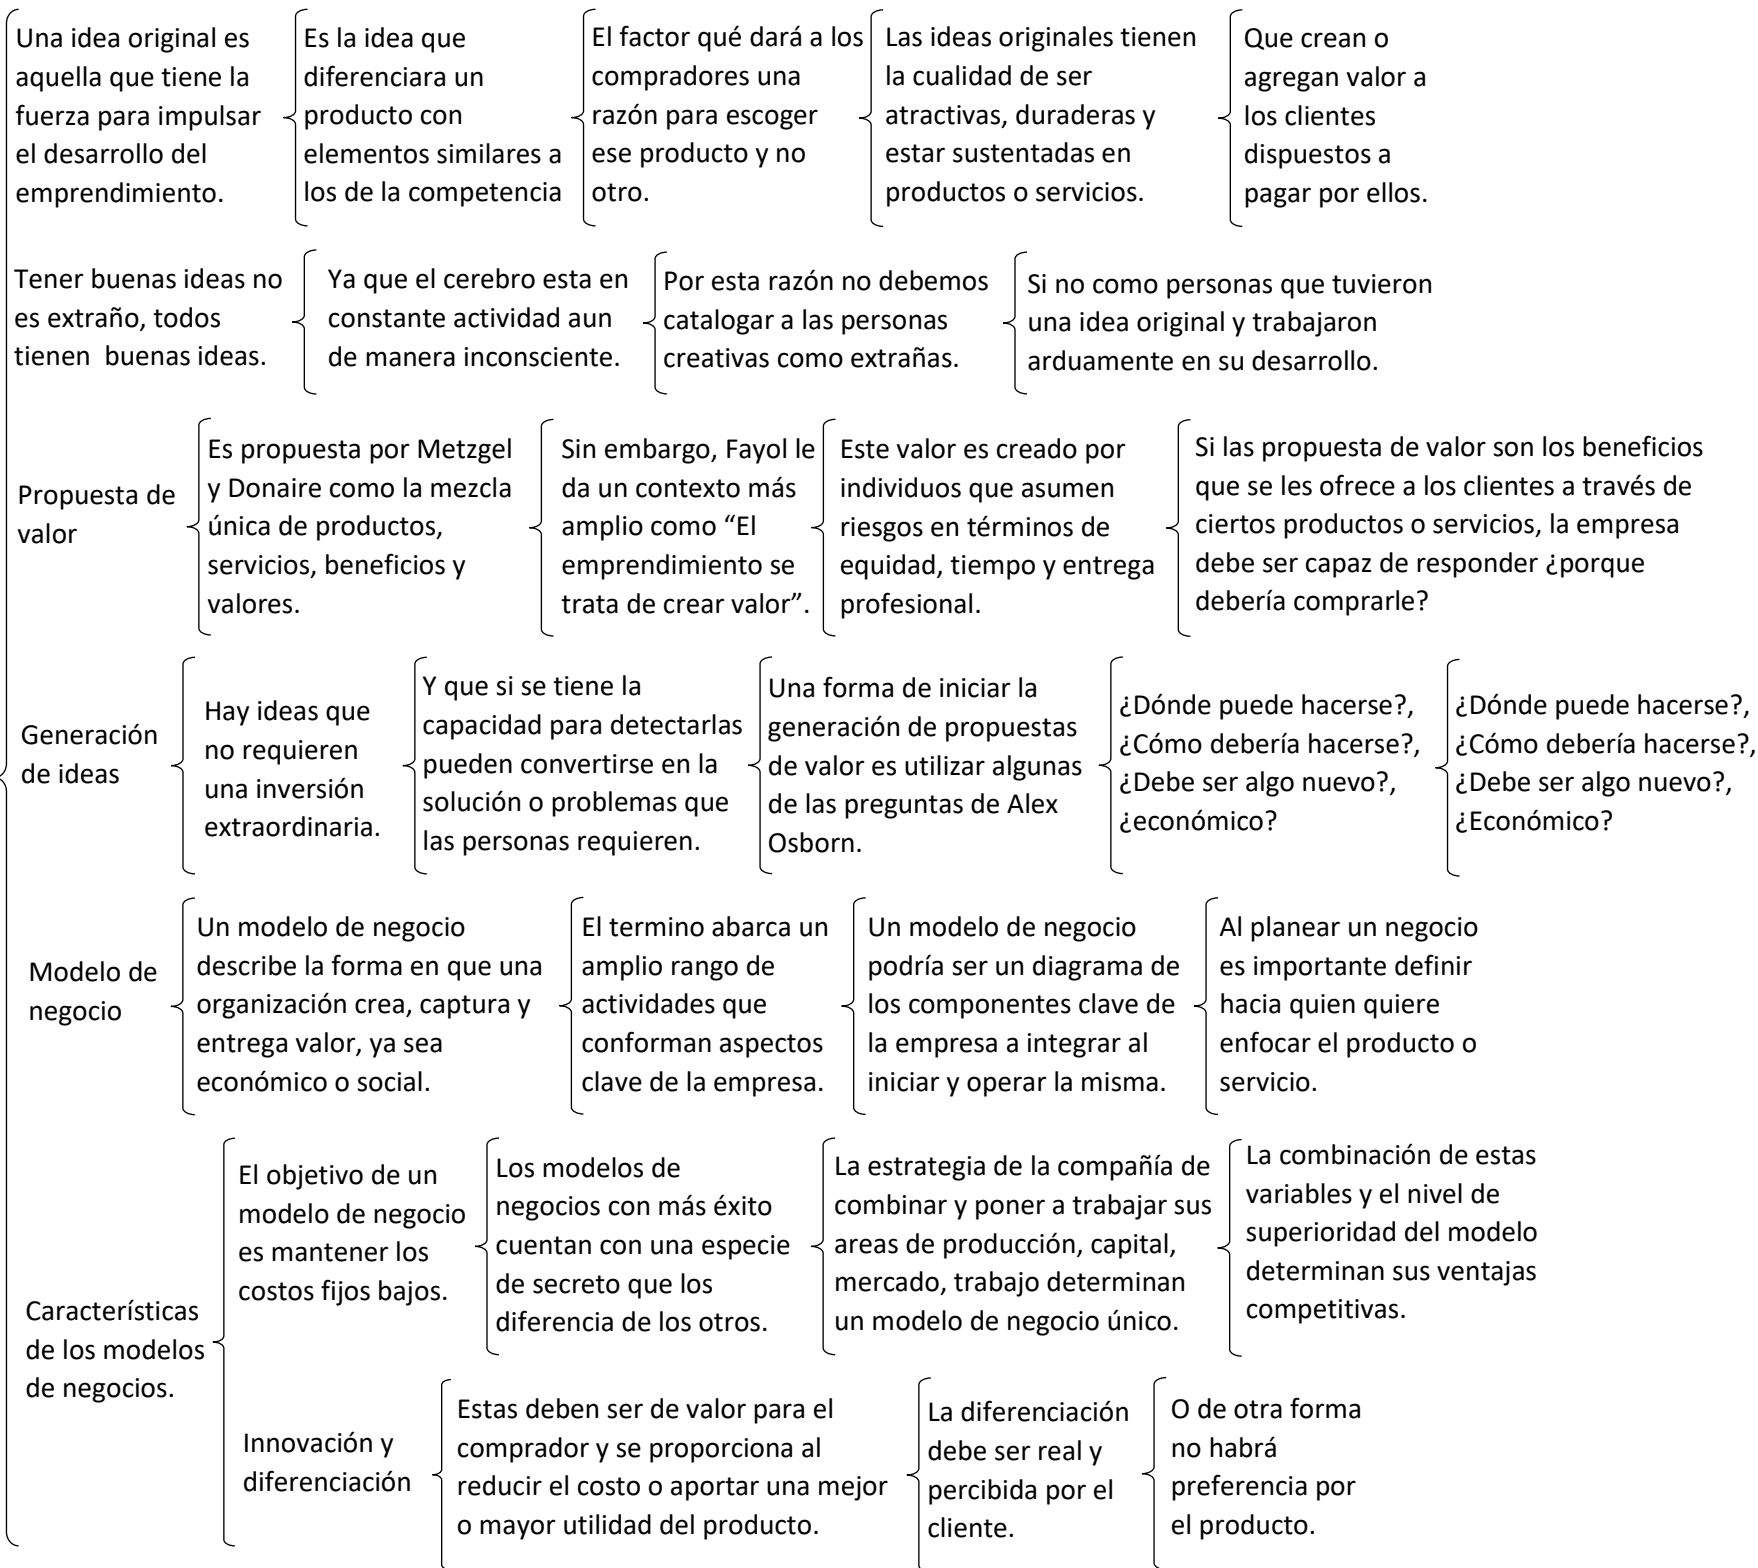 Una idea original es
aquella que tiene la
fuerza para impulsar
el desarrollo del
emprendimiento.
Es la idea que
diferenciara un
producto con
elementos similares a
los de la competencia
El factor qué dará a los
compradores una
razón para escoger
ese producto y no
otro.
Las ideas originales tienen
la cualidad de ser
atractivas, duraderas y
estar sustentadas en
productos o servicios.
Que crean o
agregan valor a
los clientes
dispuestos a
pagar por ellos.
Tener buenas ideas no
es extraño, todos
tienen  buenas ideas.
Ya que el cerebro esta en
constante actividad aun
de manera inconsciente.
Por esta razón no debemos
catalogar a las personas
creativas como extrañas.
Si no como personas que tuvieron
una idea original y trabajaron
arduamente en su desarrollo.
Propuesta de
valor
Es propuesta por Metzgel
y Donaire como la mezcla
única de productos,
servicios, beneficios y
valores.
Sin embargo, Fayol le
da un contexto más
amplio como “El
emprendimiento se
trata de crear valor”.
Este valor es creado por
individuos que asumen
riesgos en términos de
equidad, tiempo y entrega
profesional.
Si las propuesta de valor son los beneficios
que se les ofrece a los clientes a través de
ciertos productos o servicios, la empresa
debe ser capaz de responder ¿porque
debería comprarle?
Generación
de ideas
Hay ideas que
no requieren
una inversión
extraordinaria.
Y que si se tiene la
capacidad para detectarlas
pueden convertirse en la
solución o problemas que
las personas requieren.
Una forma de iniciar la
generación de propuestas
de valor es utilizar algunas
de las preguntas de Alex
Osborn.
¿Dónde puede hacerse?,
¿Cómo debería hacerse?,
¿Debe ser algo nuevo?,
¿económico?
¿Dónde puede hacerse?,
¿Cómo debería hacerse?,
¿Debe ser algo nuevo?,
¿Económico?
Modelo de
negocio
Un modelo de negocio
describe la forma en que una
organización crea, captura y
entrega valor, ya sea
económico o social.
El termino abarca un
amplio rango de
actividades que
conforman aspectos
clave de la empresa.
Un modelo de negocio
podría ser un diagrama de
los componentes clave de
la empresa a integrar al
iniciar y operar la misma.
Al planear un negocio
es importante definir
hacia quien quiere
enfocar el producto o
servicio.
Características
de los modelos
de negocios.
El objetivo de un
modelo de negocio
es mantener los
costos fijos bajos.
Los modelos de
negocios con más éxito
cuentan con una especie
de secreto que los
diferencia de los otros.
La estrategia de la compañía de
combinar y poner a trabajar sus
areas de producción, capital,
mercado, trabajo determinan
un modelo de negocio único.
La combinación de estas
variables y el nivel de
superioridad del modelo
determinan sus ventajas
competitivas.
Innovación y
diferenciación
Estas deben ser de valor para el
comprador y se proporciona al
reducir el costo o aportar una mejor
o mayor utilidad del producto.
La diferenciación
debe ser real y
percibida por el
cliente.
O de otra forma
no habrá
preferencia por
el producto.